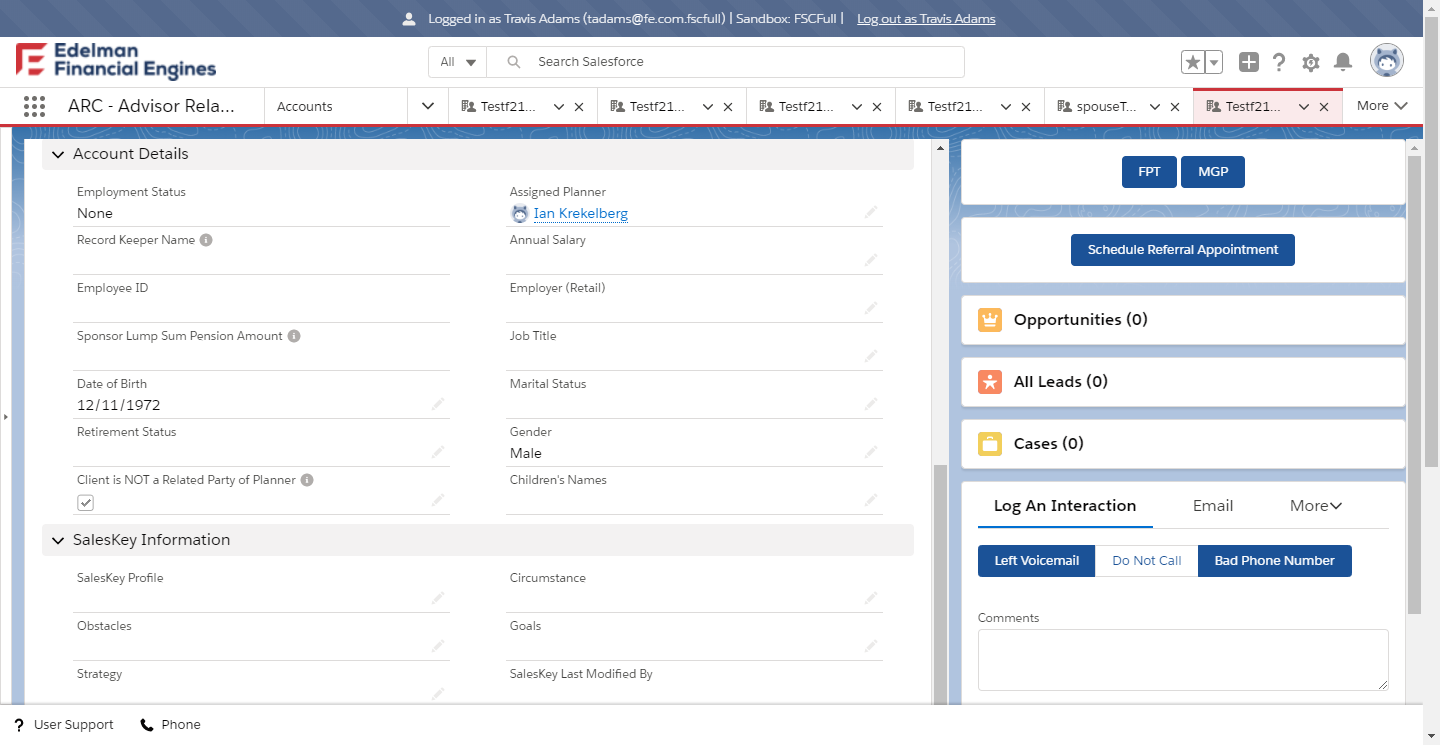 Logged in as Travis Adams (tadams@fe.com.fscfull) | Sandbox: FSCFull | Log out as Travis Adams
Edelman
Financial Engines
All
Search Salesforce
ARC - Advisor Rela...
Accounts
Testf21...
Testf21...
Testf21...
Testf21...
spouseT...
Testf21...
More
Account Details
Employment Status
None
Assigned Planner
Ian Krekelberg
Record Keeper Name
Annual Salary
Employee ID
Employer (Retail)
Sponsor Lump Sum Pension Amount
Job Title
Date of Birth
12/11/1972
Marital Status
Retirement Status
Gender
Male
Client is NOT a Related Party of Planner
Children's Names
SalesKey Information
SalesKey Profile
Circumstance
Obstacles
Goals
Strategy
SalesKey Last Modified By
FPT
MGP
Schedule Referral Appointment
Opportunities (0)
All Leads (0)
Cases (0)
Log An Interaction
Email
More
Left Voicemail
Do Not Call
Bad Phone Number
Comments
? User Support
Phone